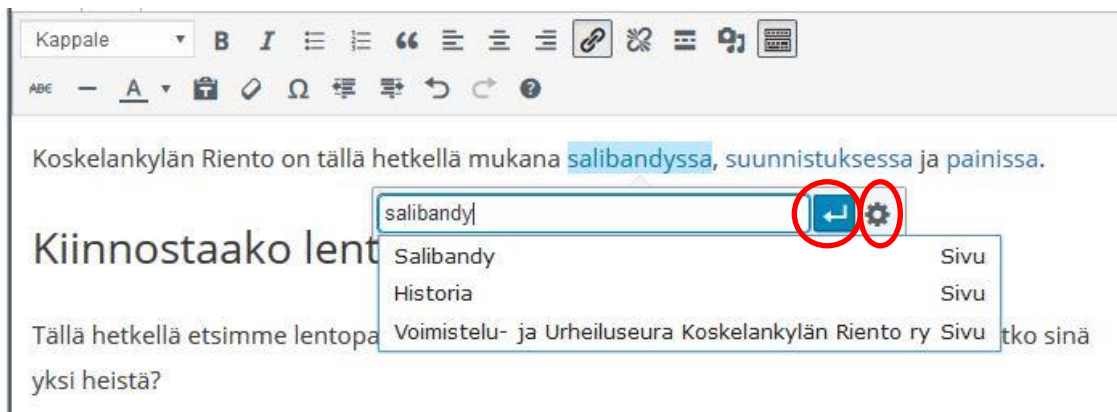 Kappale
B I
ABC A
Koskelankylän Riento on tällä hetkellä mukana salibandyssa, suunnistuksessa ja painissa.
salibandy
Kiinnostaako lent
Salibandy Sivu
Historia Sivu
Voimistelu- ja Urheiluseura Koskelankylän Riento ry Sivu
Tällä hetkellä etsimme lentopa tko sinä
yksi heistä?